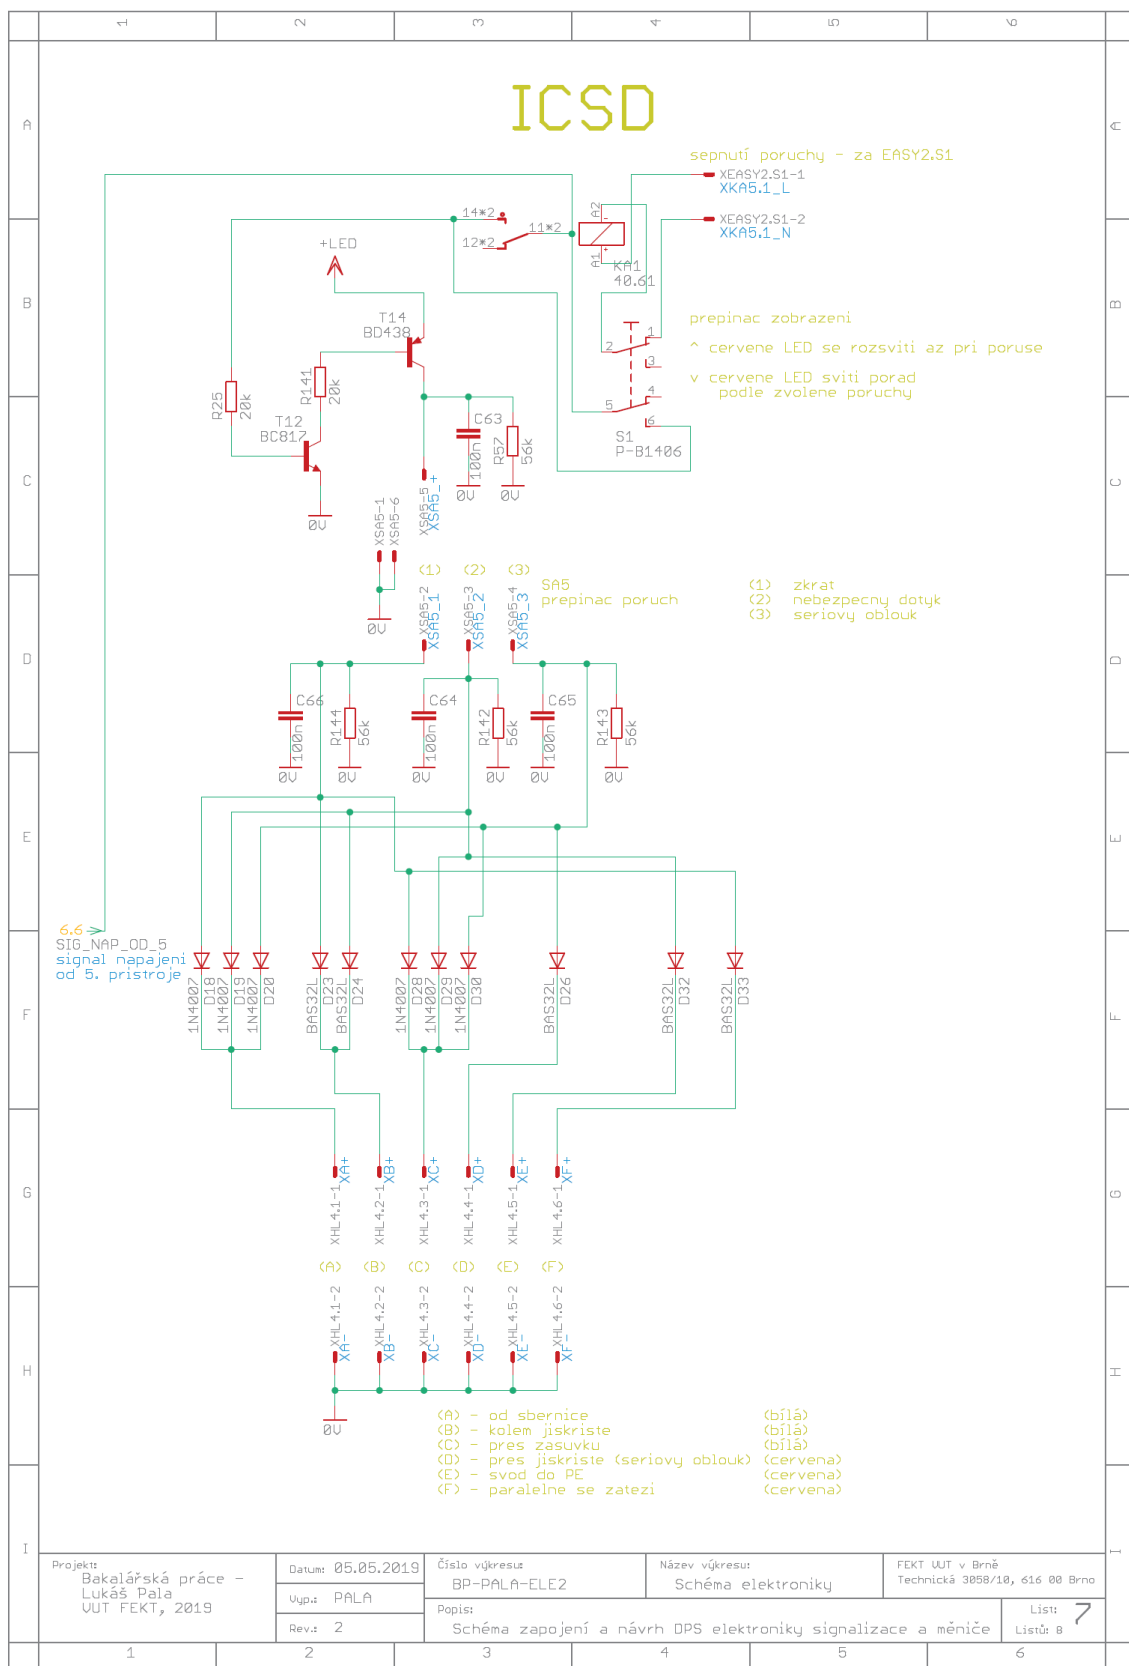 1 2 3 4 5 6
ICSD
A A
sepnutí poruchy - za EASY2.S1
XEASY2.S1-1
XKA5.1_L
XEASY2.S1-2
XKA5.1_N
14*2
11*2
12*2
A2
-
+
A1
KA1
40.61
+LED
B B
T14
BD438
prepinac zobrazeni
^ cervene LED se rozsviti az pri poruse
v cervene LED sviti porad
podle zvolene poruchy
1
2
3
4
5
6
S1
P-B1406
R25
20k
R141
20k
T12
BC817
C63
100n
R57
56k
C C
0V
0V
0V
XSA5-1
XSA5-6
XSA5-5
XSA5_+
0V
(1) (2) (3)
SA5
prepinac poruch
(1) zkrat
(2) nebezpecny dotyk
(3) seriovy oblouk
XSA5-2
XSA5_1
XSA5-3
XSA5_2
XSA5-4
XSA5_3
D D
C66
100n
R144
56k
C64
100n
R142
56k
C65
100n
R143
56k
0V 0V 0V 0V 0V 0V
E E
6.6
SIG_NAP_OD_5
signal napajeni
od 5. pristroje
1N4007
D18
1N4007
D19
1N4007
D20
BAS32L
D23
BAS32L
D24
1N4007
D28
1N4007
D29
1N4007
D30
BAS32L
D26
BAS32L
D32
BAS32L
D33
F F
XHL4.1-1
XA+
XHL4.2-1
XB+
XHL4.3-1
XC+
XHL4.4-1
XD+
XHL4.5-1
XE+
XHL4.6-1
XF+
G G
(A) (B) (C) (D) (E) (F)
XHL4.1-2
XA-
XHL4.2-2
XB-
XHL4.3-2
XC-
XHL4.4-2
XD-
XHL4.5-2
XE-
XHL4.6-2
XF-
H H
0V
(A) - od sbernice (bílá)
(B) - kolem jiskriste (bílá)
(C) - pres zasuvku (bílá)
(D) - pres jiskriste (seriovy oblouk) (cervena)
(E) - svod do PE (cervena)
(F) - paralelne se zatezi (cervena)
I I
Projekt:
Bakalářská práce -
Lukáš Pala
VUT FEKT, 2019
Datum: 05.05.2019
Vyp.: PALA
Rev.: 2
Číslo výkresu:
BP-PALA-ELE2
Název výkresu:
Schéma elektroniky
FEKT VUT v Brně
Technická 3058/10, 616 00 Brno
Popis:
Schéma zapojení a návrh DPS elektroniky signalizace a měniče
List: 7
Listů: 8
1 2 3 4 5 6